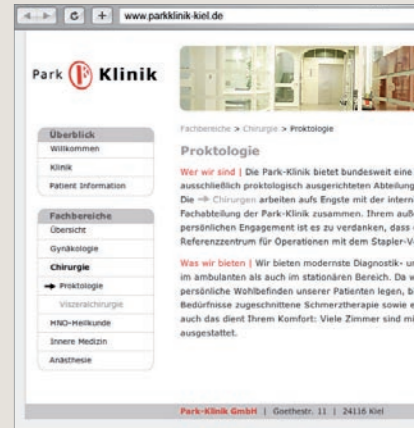 www.parkklinik-kiel.de
Park Klinik
Überblick
Willkommen
Klinik
Patient Information
Fachbereiche
Übersicht
Gynäkologie
Chirurgie
Proktologie
Viszeralchirurgie
HNO-Heilkunde
Innere Medizin
Anästhesie
Fachbereiche > Chirurgie > Proktologie
Proktologie
Wer wir sind | Die Park-Klinik bietet bundesweit eine
ausschließlich proktologisch ausgerichteten Abteilung
Die Chirurgen arbeiten aufs Engste mit der intern
Fachabteilung der Park-Klinik zusammen. Ihrem auß
persönlichen Engagement ist es zu verdanken, dass
Referenzzentrum für Operationen mit dem Stapler-V
Was wir bieten | Wir bieten modernste Diagnostik- un
im ambulanten als auch im stationären Bereich. Da w
persönliche Wohlbefinden unserer Patienten legen, bi
Bedürfnisse zugeschnittene Schmerztherapie sowie e
auch das dient Ihrem Komfort: Viele Zimmer sind mi
ausgestattet.
Park-Klinik GmbH | Goethestr. 11 | 24116 Kiel